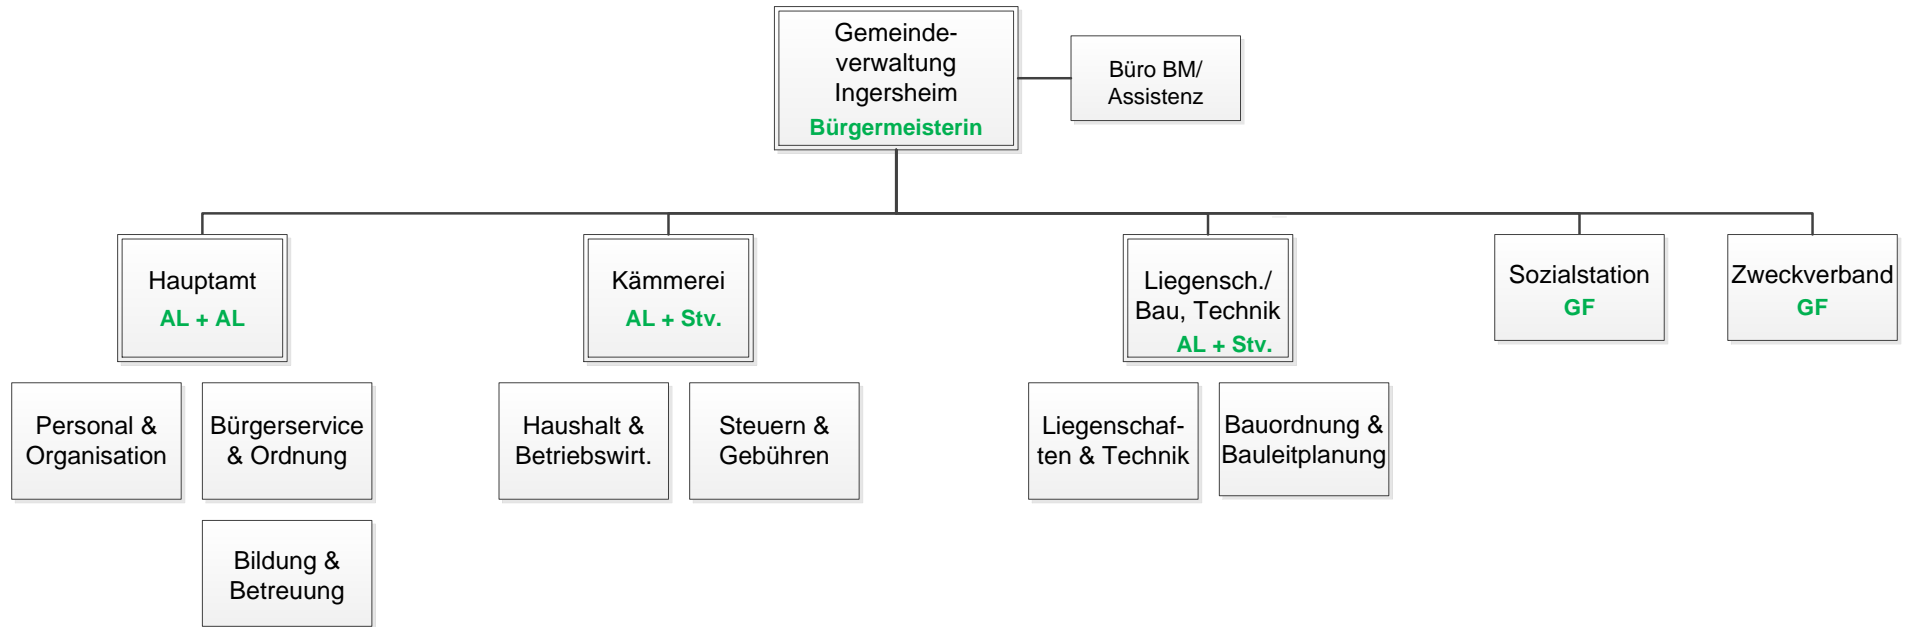 Gemeinde-
verwaltung
Ingersheim
Bürgermeisterin
Büro BM/
Assistenz
Hauptamt
AL + AL
Kämmerei
AL + Stv.
Liegensch./
Bau, Technik
AL + Stv.
Sozialstation
GF
Zweckverband
GF
Personal &
Organisation
Bürgerservice
& Ordnung
Haushalt &
Betriebswirt.
Steuern &
Gebühren
Liegenschaf-
ten & Technik
Bauordnung &
Bauleitplanung
Bildung &
Betreuung